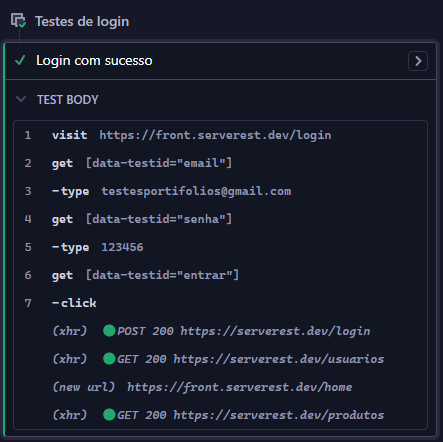 Testes de login
Login com sucesso
TEST BODY
1 visit https://front.serverest.dev/login
2 get [data-testid="email"]
3 -type testesportifolios@gmail.com
4 get [data-testid="senha"]
5 -type 123456
6 get [data-testid="entrar"]
7 -click
(xhr) POST 200 https://serverest.dev/login
(xhr) GET 200 https://serverest.dev/usuarios
(new url) https://front.serverest.dev/home
(xhr) GET 200 https://serverest.dev/produtos